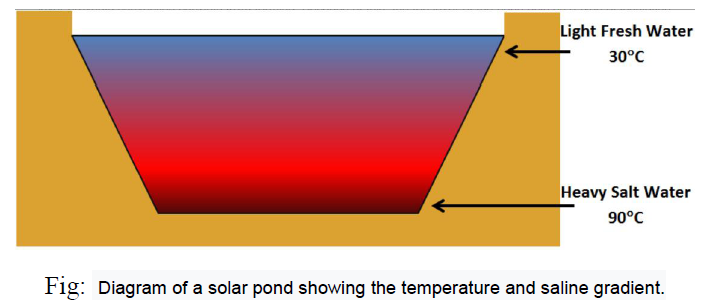 Light Fresh Water
30°C
Heavy Salt Water
90°C
Fig: Diagram of a solar pond showing the temperature and saline gradient.